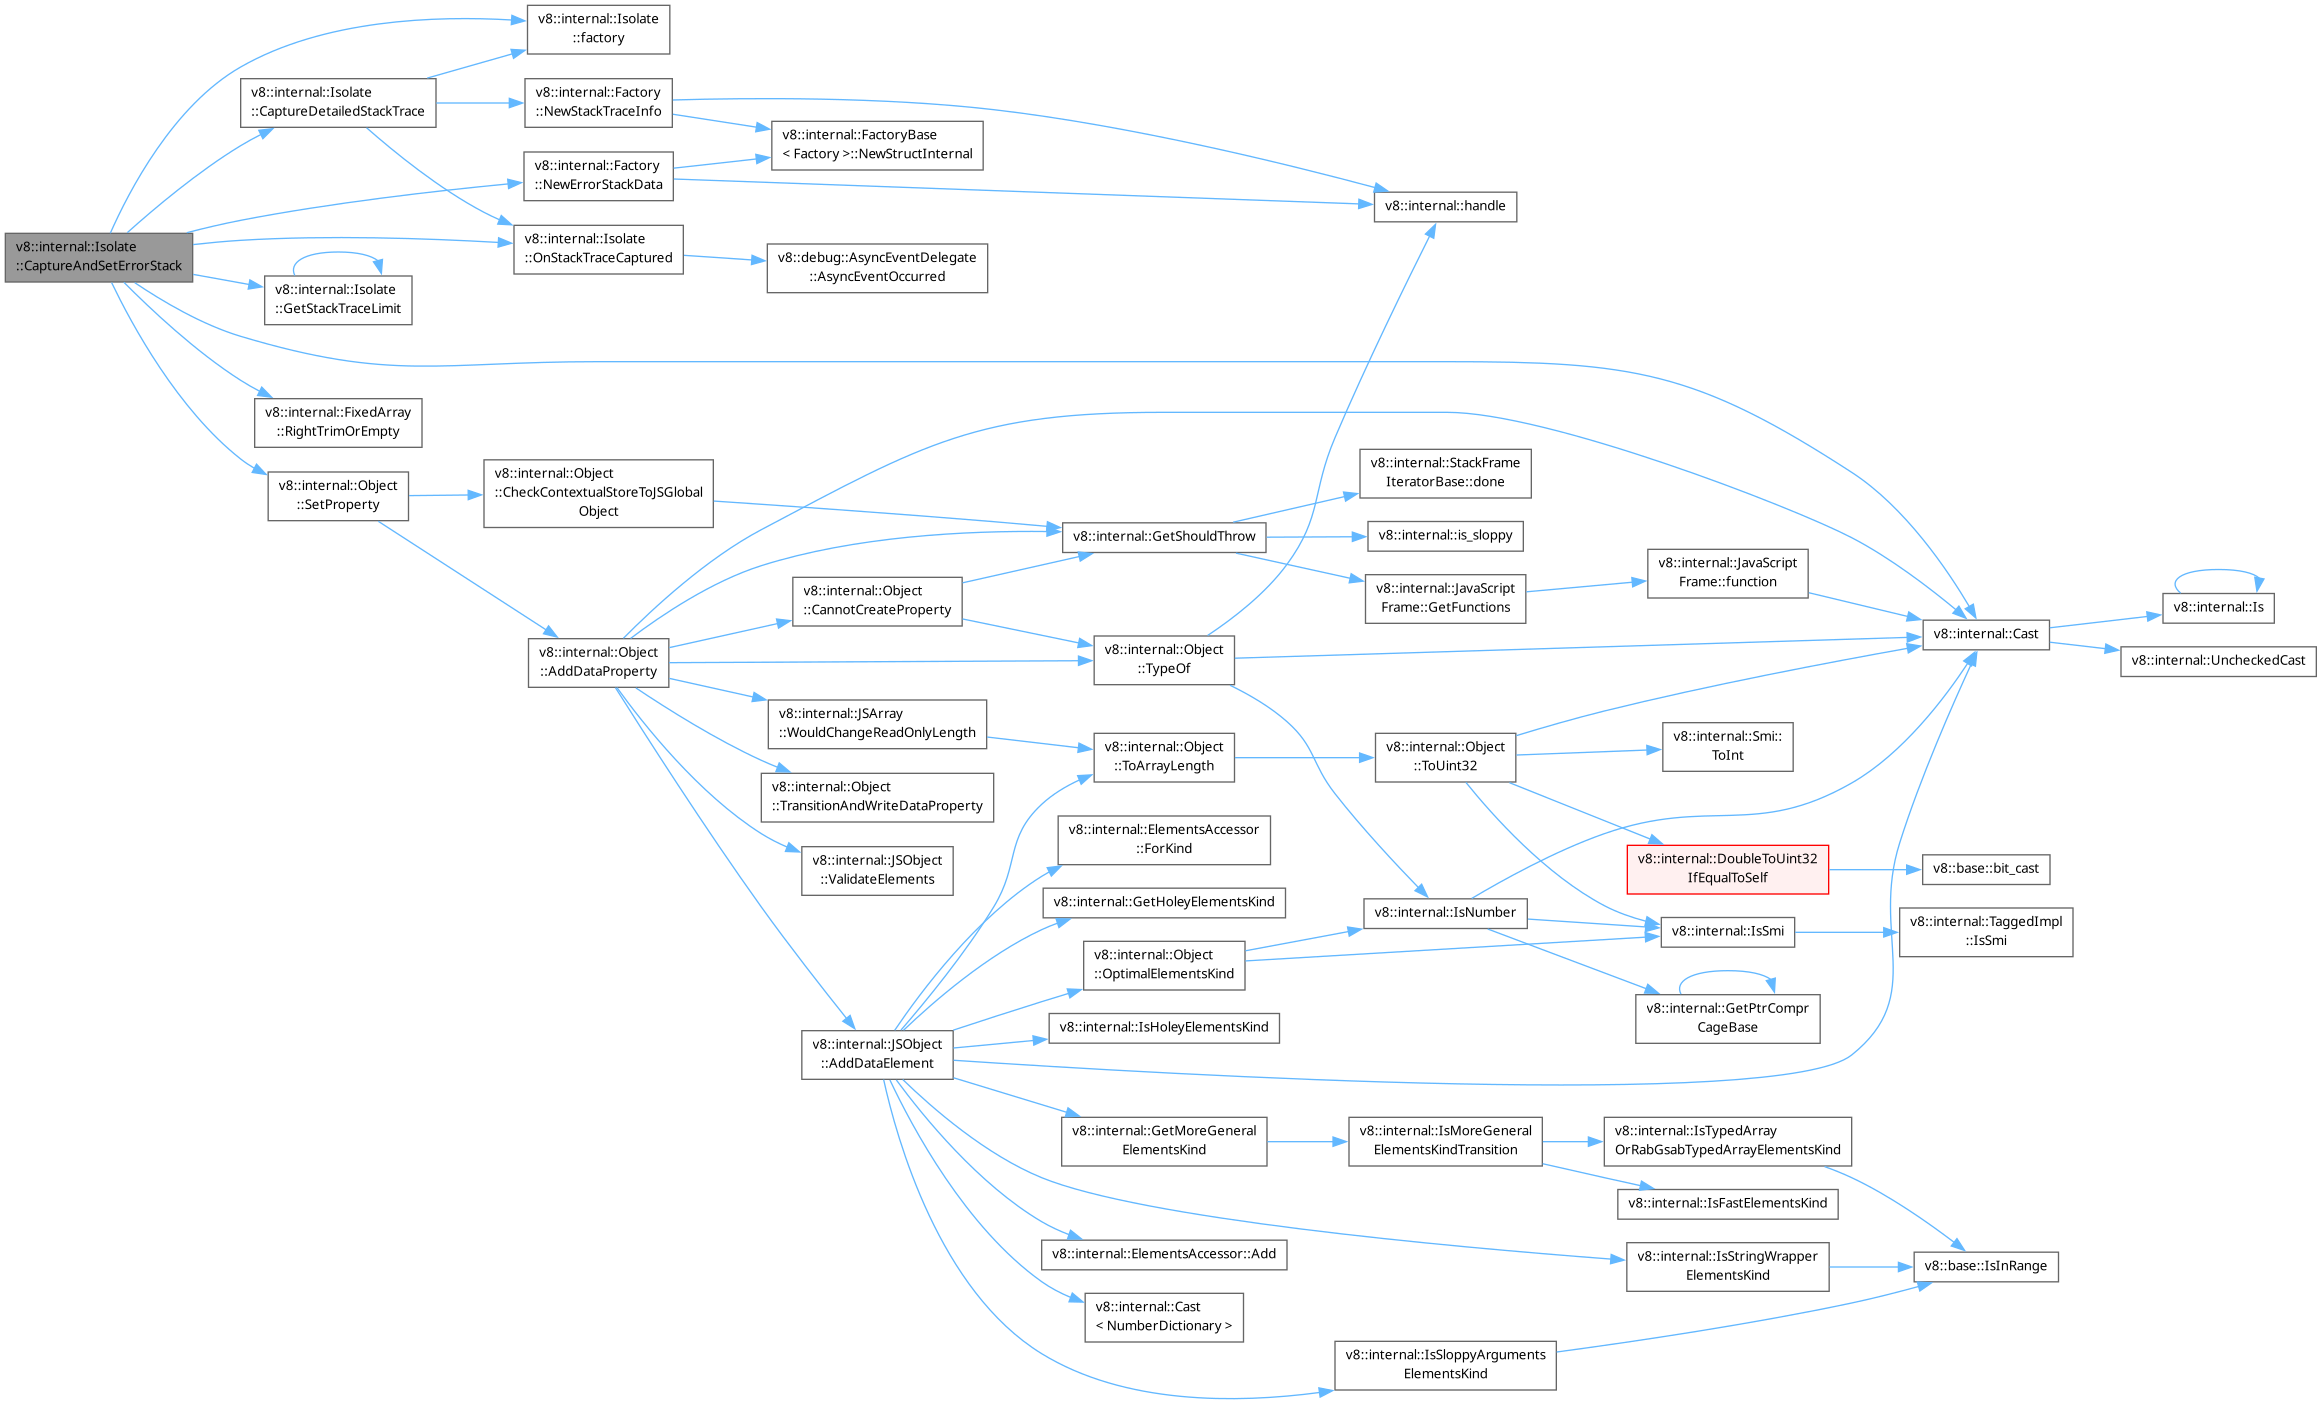 v8::internal::Isolate
::CaptureAndSetErrorStack
v8::internal::Isolate
::factory
v8::internal::Isolate
::CaptureDetailedStackTrace
v8::internal::Factory
::NewStackTraceInfo
v8::internal::FactoryBase
< Factory >::NewStructInternal
v8::internal::Factory
::NewErrorStackData
v8::internal::handle
v8::internal::Isolate
::OnStackTraceCaptured
v8::debug::AsyncEventDelegate
::AsyncEventOccurred
v8::internal::Isolate
::GetStackTraceLimit
v8::internal::FixedArray
::RightTrimOrEmpty
v8::internal::Object
::SetProperty
v8::internal::Object
::CheckContextualStoreToJSGlobal
Object
v8::internal::StackFrame
IteratorBase::done
v8::internal::GetShouldThrow
v8::internal::is_sloppy
v8::internal::JavaScript
Frame::GetFunctions
v8::internal::JavaScript
Frame::function
v8::internal::Object
::CannotCreateProperty
v8::internal::Is
v8::internal::Cast
v8::internal::UncheckedCast
v8::internal::Object
::AddDataProperty
v8::internal::Object
::TypeOf
v8::internal::JSArray
::WouldChangeReadOnlyLength
v8::internal::Object
::ToArrayLength
v8::internal::Object
::ToUint32
v8::internal::Smi::
ToInt
v8::internal::Object
::TransitionAndWriteDataProperty
v8::internal::JSObject
::ValidateElements
v8::internal::ElementsAccessor
::ForKind
v8::internal::DoubleToUint32
IfEqualToSelf
v8::base::bit_cast
v8::internal::GetHoleyElementsKind
v8::internal::IsNumber
v8::internal::IsSmi
v8::internal::TaggedImpl
::IsSmi
v8::internal::Object
::OptimalElementsKind
v8::internal::GetPtrCompr
CageBase
v8::internal::JSObject
::AddDataElement
v8::internal::IsHoleyElementsKind
v8::internal::GetMoreGeneral
ElementsKind
v8::internal::IsMoreGeneral
ElementsKindTransition
v8::internal::IsTypedArray
OrRabGsabTypedArrayElementsKind
v8::internal::IsFastElementsKind
v8::internal::ElementsAccessor::Add
v8::internal::IsStringWrapper
ElementsKind
v8::base::IsInRange
v8::internal::Cast
< NumberDictionary >
v8::internal::IsSloppyArguments
ElementsKind